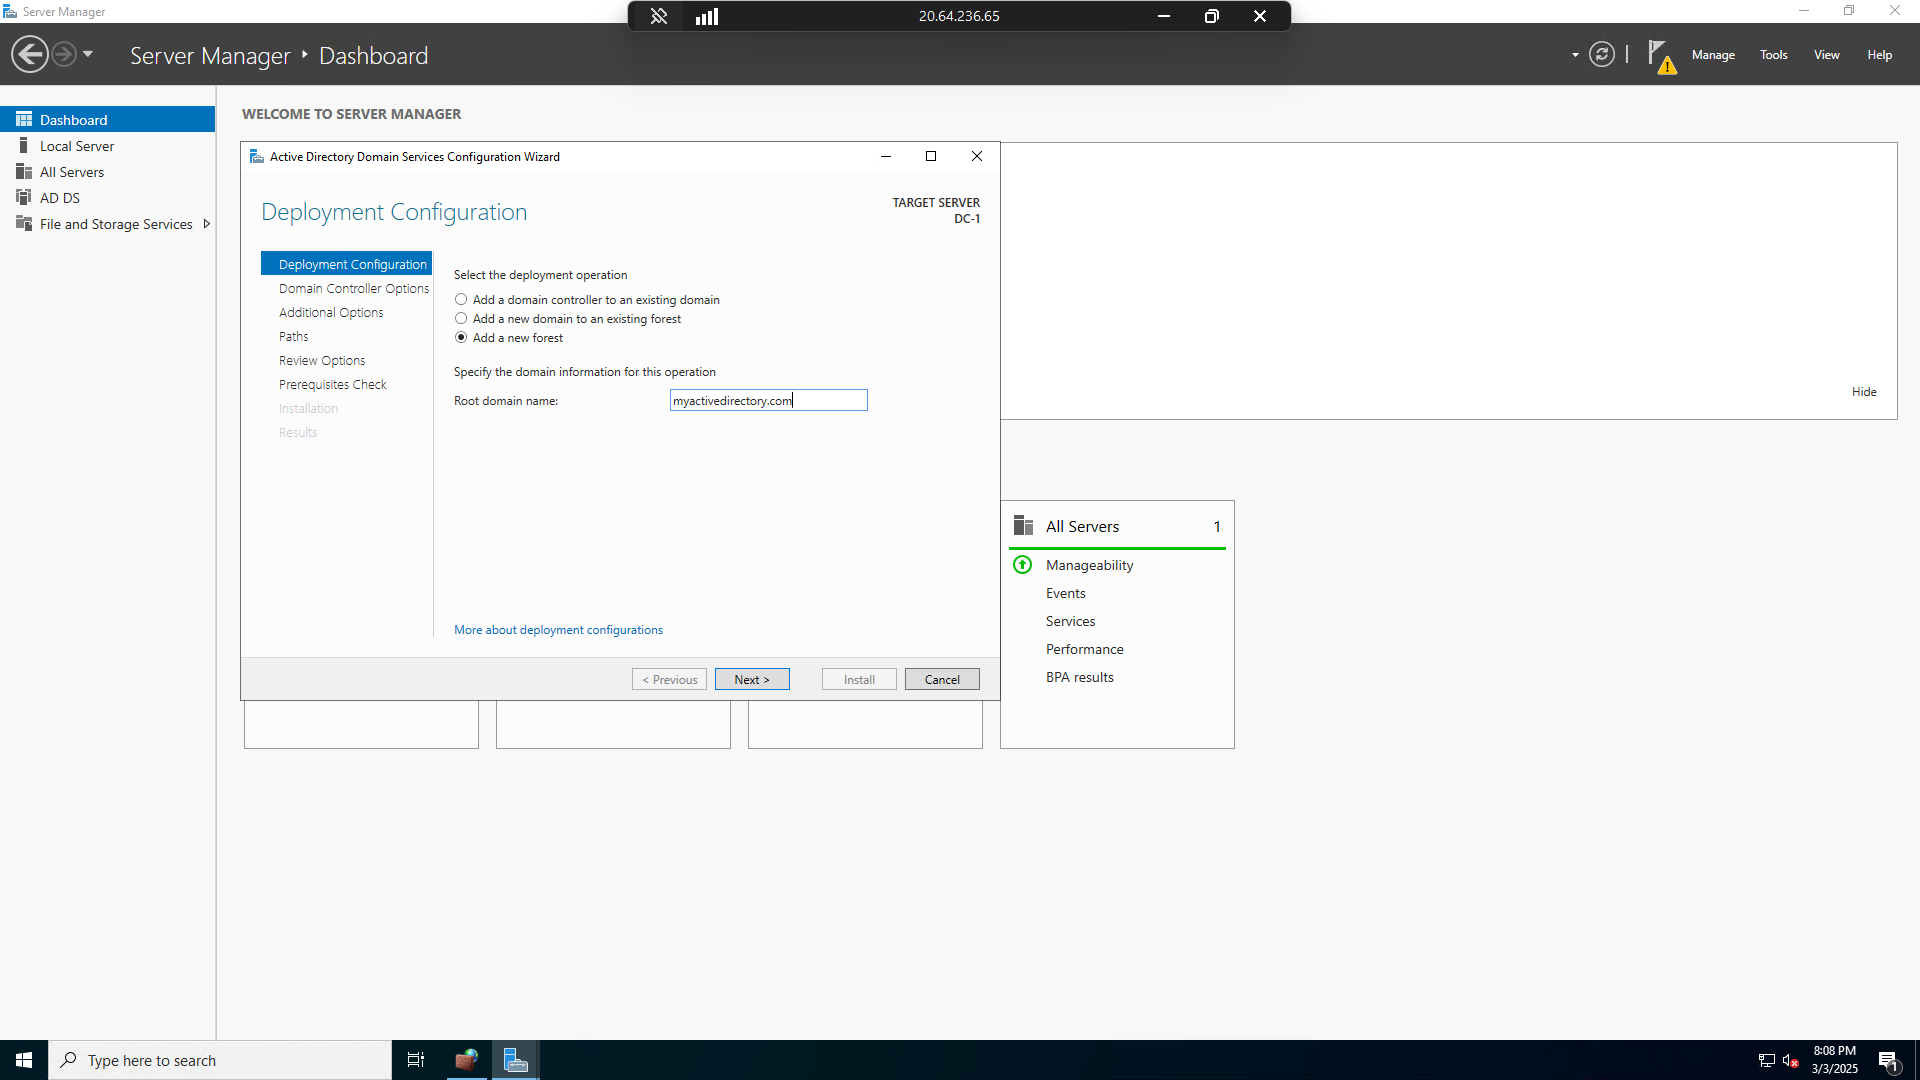 Server Manager
20.64.236.65
Server Manager ‣ Dashboard
Manage
Tools
View
Help
Dashboard
Local Server
All Servers
AD DS
File and Storage Services
WELCOME TO SERVER MANAGER
Active Directory Domain Services Configuration Wizard
Deployment Configuration
TARGET SERVER
DC-1
Deployment Configuration
Domain Controller Options
Additional Options
Paths
Review Options
Prerequisites Check
Installation
Results
Select the deployment operation
Add a domain controller to an existing domain
Add a new domain to an existing forest
Add a new forest
Specify the domain information for this operation
Root domain name:
myactivedirectory.com
More about deployment configurations
< Previous
Next >
Install
Cancel
Hide
All Servers
1
Manageability
Events
Services
Performance
BPA results
Type here to search
8:08 PM
3/3/2025
1